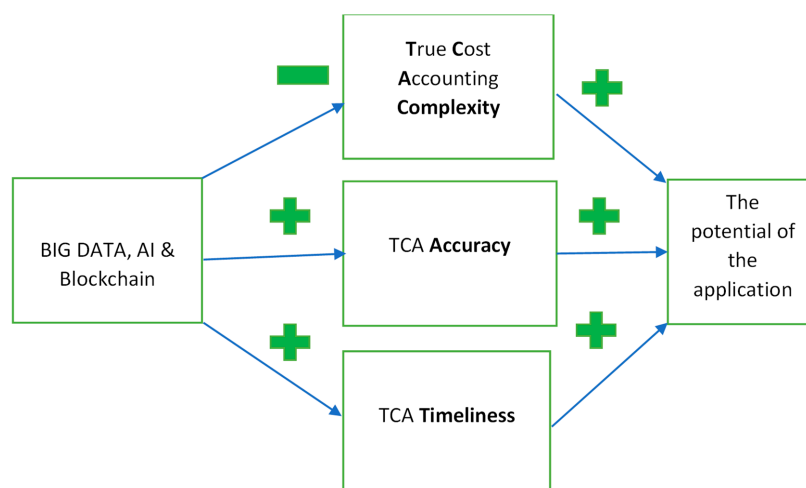 True Cost
Accounting
Complexity
BIG DATA, AI &
Blockchain
TCA Accuracy
The
potential of
the
application
TCA Timeliness